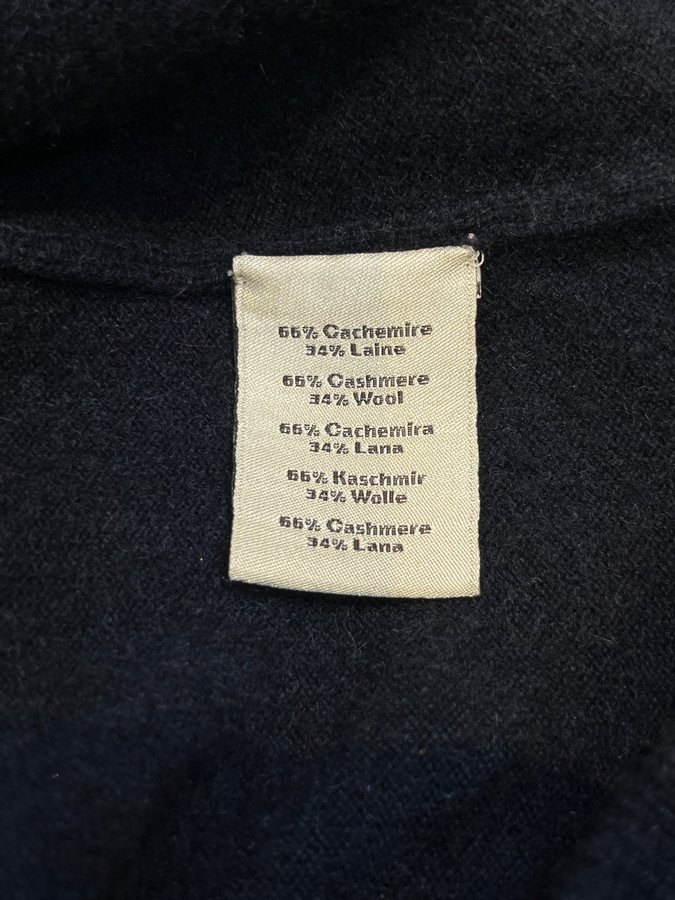 66% Cachemire
34% Laine
66% Cashmere
34% Wool
66% Cachemira
34% Lana
66% Kaschmir
34% Wolle
66% Cashmere
34% Lana